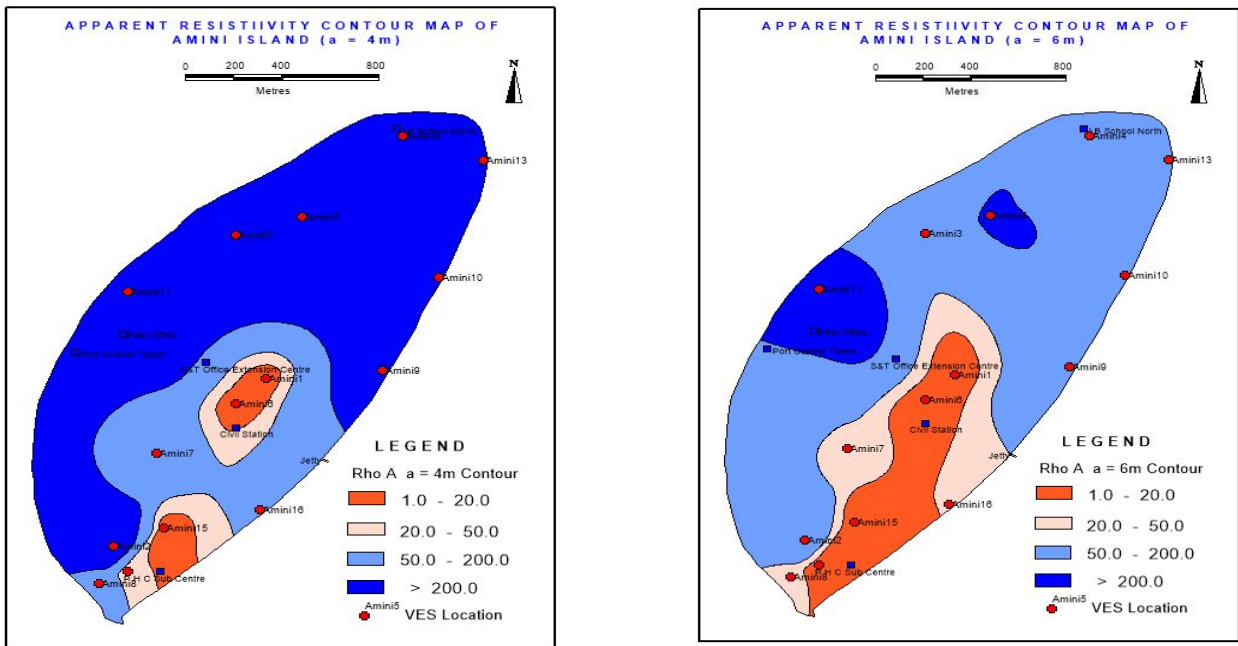 APPARENT RESISTIIVITY CONTOUR MAP OF
AMINI ISLAND (a = 4m)
0 200 400 800
Metres
N
School North
Amini13
Amini10
Amini11
Post Office
Port Control Tower
Amini9
S&T Office Extension Centre
Amini1
Amini6
Civil Station
Amini7
Jetty
Amini16
Amini15
Amini2
P H C Sub Centre
Amini8
LEGEND
Rho A a = 4m Contour
1.0 - 20.0
20.0 - 50.0
50.0 - 200.0
> 200.0
Amini5
VES Location
APPARENT RESISTIIVITY CONTOUR MAP OF
AMINI ISLAND (a = 6m)
0 200 400 800
Metres
N
School North
Amini4
Amini13
Amini3
Amini10
Amini11
Post Office
Port Control Tower
S&T Office Extension Centre
Amini9
Amini1
Amini6
Civil Station
Amini7
Jetty
Amini16
Amini15
Amini2
P H C Sub Centre
Amini8
LEGEND
Rho A a = 6m Contour
1.0 - 20.0
20.0 - 50.0
50.0 - 200.0
> 200.0
Amini5
VES Location